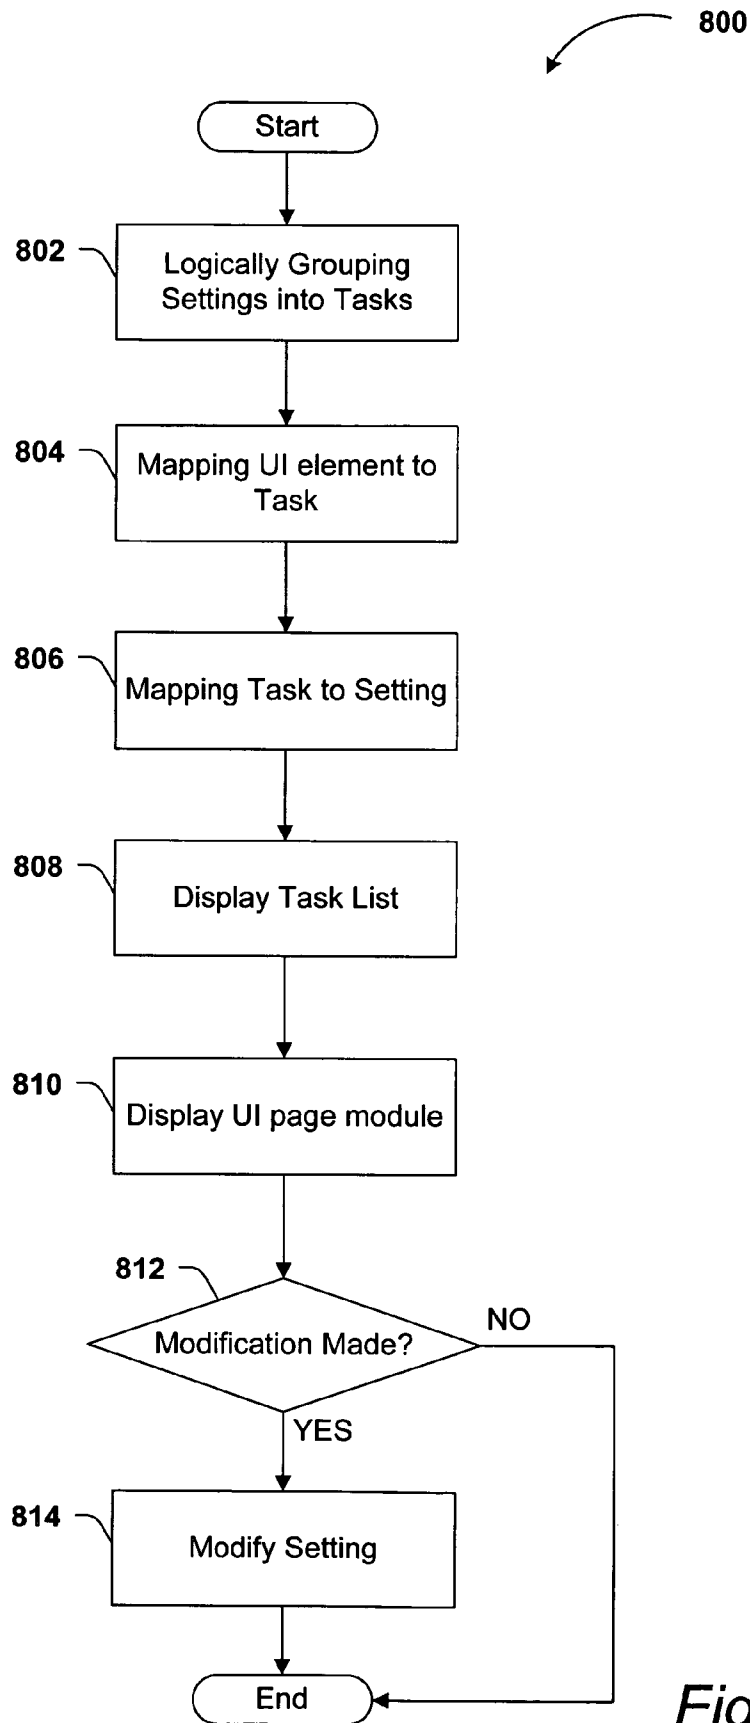 800
Start
802
Logically Grouping
Settings into Tasks
804
Mapping UI element to
Task
806
Mapping Task to Setting
808
Display Task List
810
Display UI page module
812
Modification Made?
NO
YES
814
Modify Setting
End
Fig